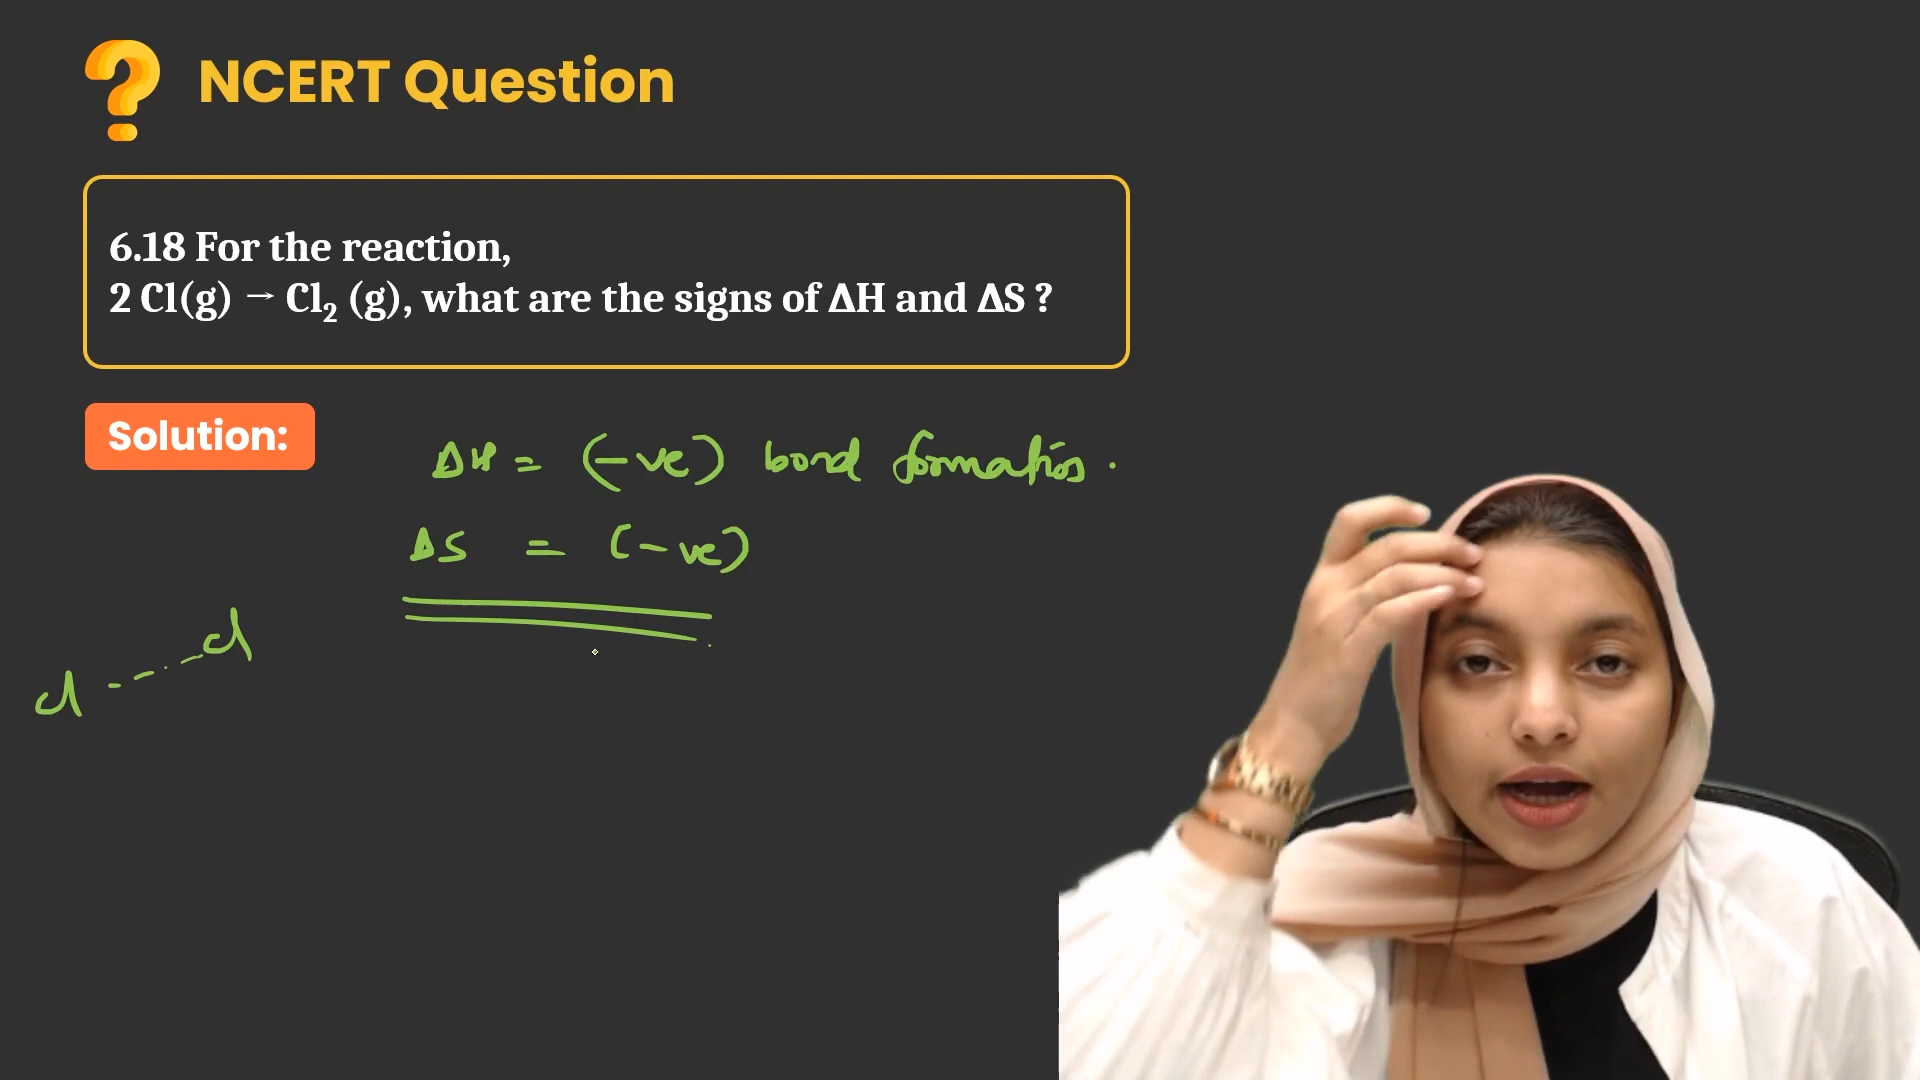 NCERT Question
6.18 For the reaction,
2 Cl(g) → Cl₂ (g), what are the signs of ΔH and ΔS ?
Solution:
ΔH = (-ve) bond formation.
ΔS = (-ve)
Cl
Cl